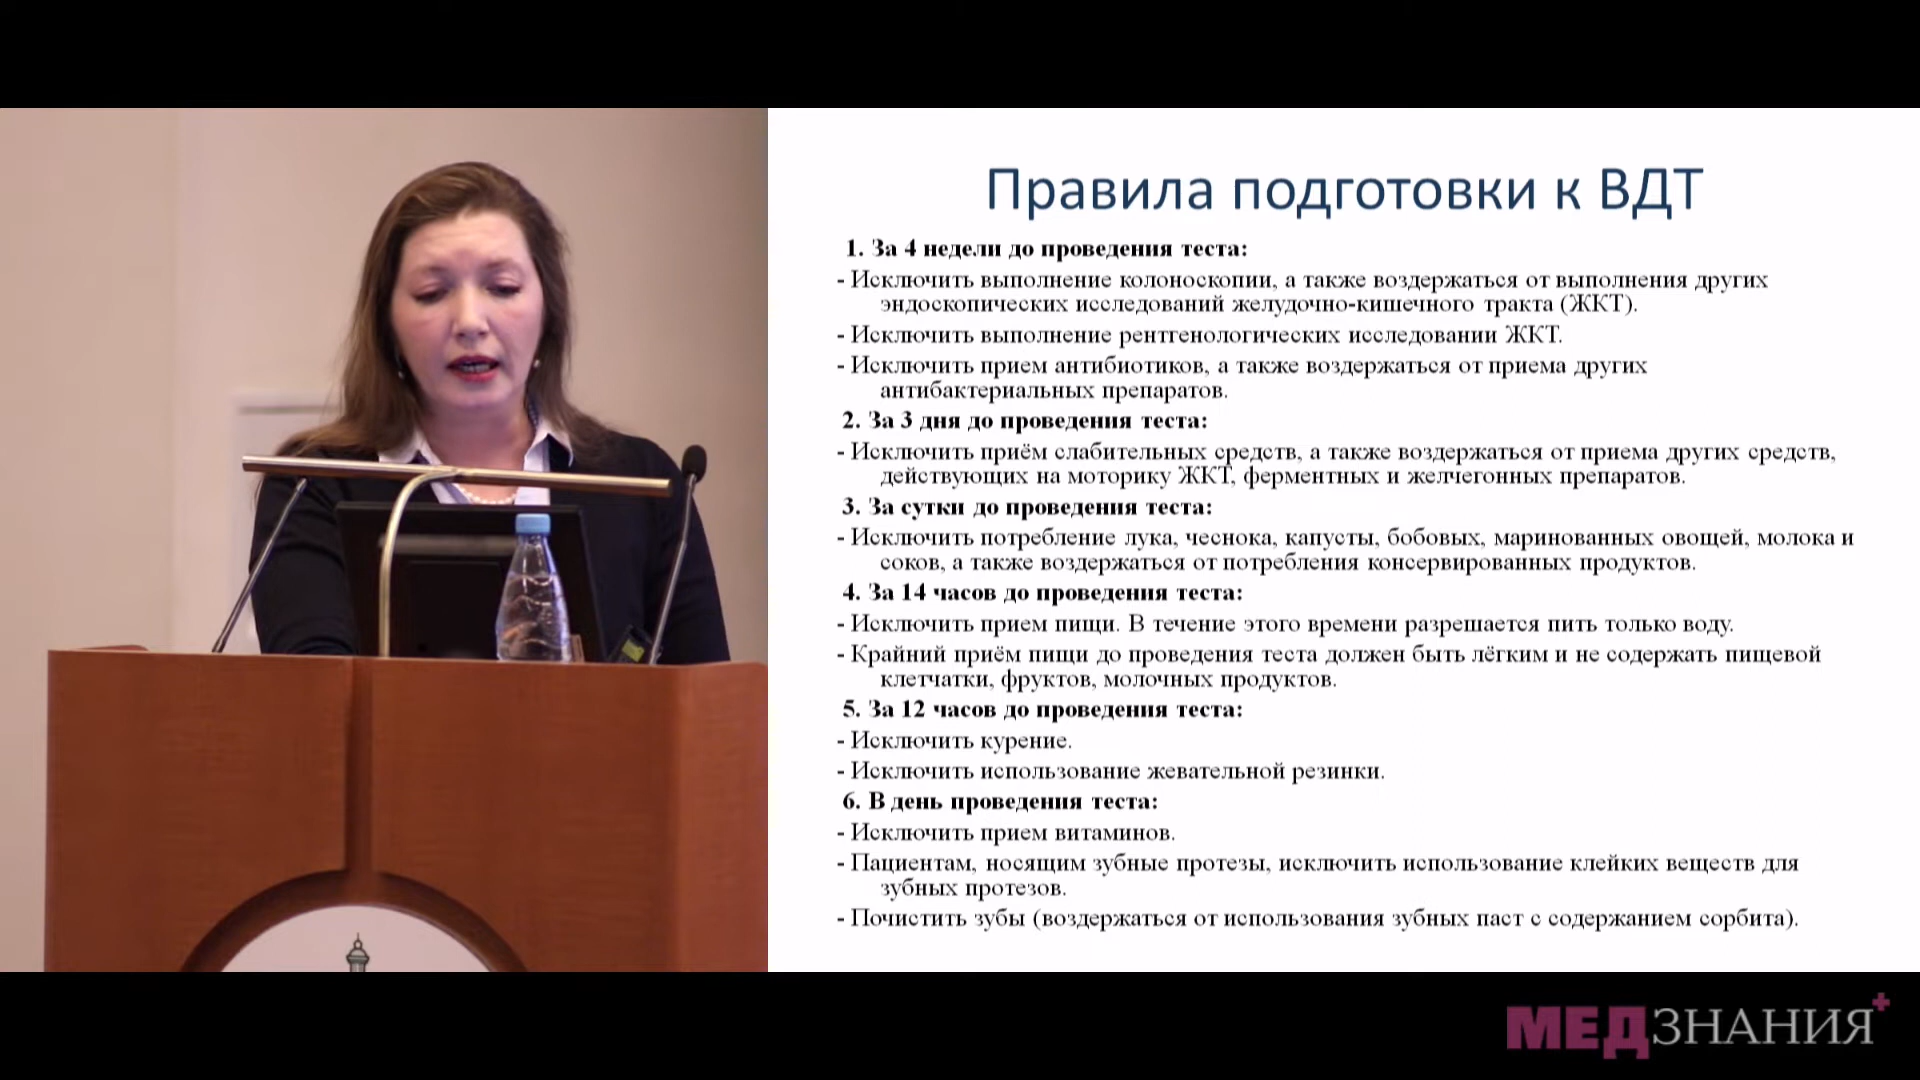 Правила подготовки к ВДТ
1. За 4 недели до проведения теста:
- Исключить выполнение колоноскопии, а также воздержаться от выполнения других
эндоскопических исследований желудочно-кишечного тракта (ЖКТ).
- Исключить выполнение рентгенологических исследовании ЖКТ.
- Исключить прием антибиотиков, а также воздержаться от приема других
антибактериальных препаратов.
2. За 3 дня до проведения теста:
- Исключить приём слабительных средств, а также воздержаться от приема других средств,
действующих на моторику ЖКТ, ферментных и желчегонных препаратов.
3. За сутки до проведения теста:
- Исключить потребление лука, чеснока, капусты, бобовых, маринованных овощей, молока и
соков, а также воздержаться от потребления консервированных продуктов.
4. За 14 часов до проведения теста:
- Исключить прием пищи. В течение этого времени разрешается пить только воду.
- Крайний приём пищи до проведения теста должен быть лёгким и не содержать пищевой
клетчатки, фруктов, молочных продуктов.
5. За 12 часов до проведения теста:
- Исключить курение.
- Исключить использование жевательной резинки.
6. В день проведения теста:
- Исключить прием витаминов.
- Пациентам, носящим зубные протезы, исключить использование клейких веществ для
зубных протезов.
- Почистить зубы (воздержаться от использования зубных паст с содержанием сорбита).
МЕДЗНАНИЯ+